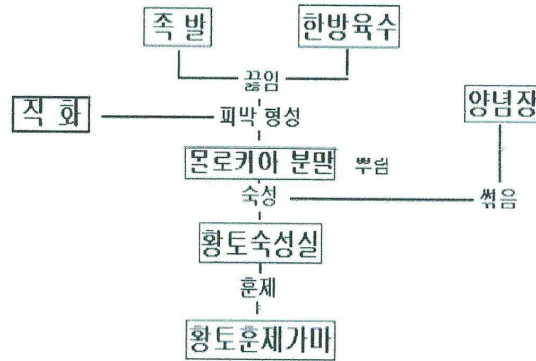 족 발 한방육수
끓임
직 화 피막 형성 양념장
몰로키아 분말 뿌림
숙성 썪음
황토숙성실
훈제
황토훈제가마